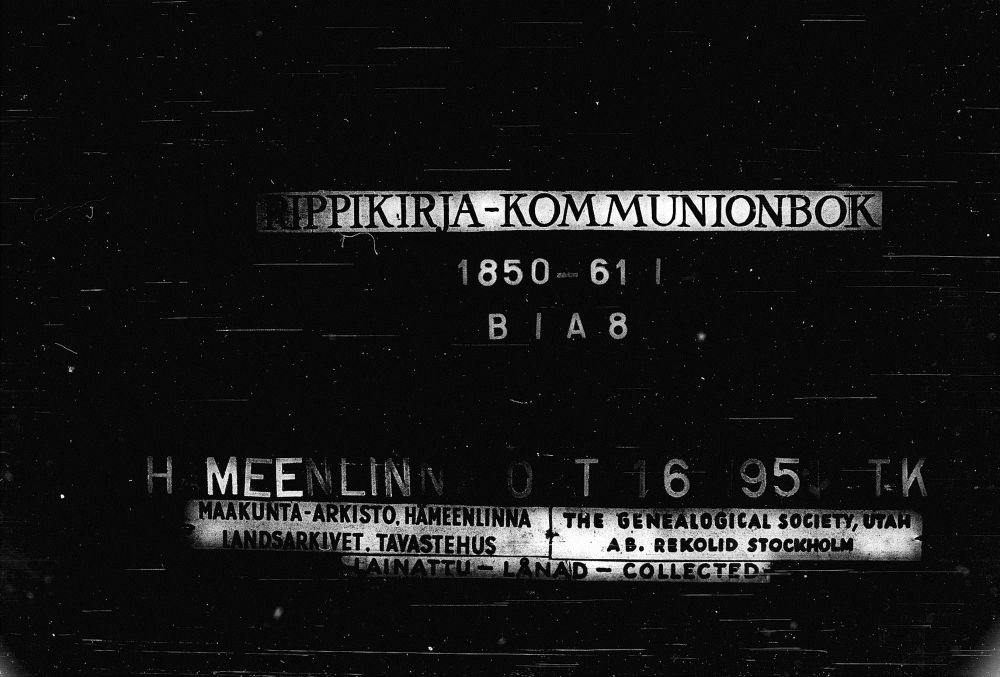 RIPPIKIRJA-KOMMUNIONBOK
1850-61 I
B I A 8
H MEENLINN O T 16 95 TK
MAAKUNTA-ARKISTO, HÄMEENLINNA
LANDSARKIVET, TAVASTEHUS
THE GENEALOGICAL SOCIETY, UTAH
AB. REKOLID STOCKHOLM
LAINATTU - LÅNAD - COLLECTED